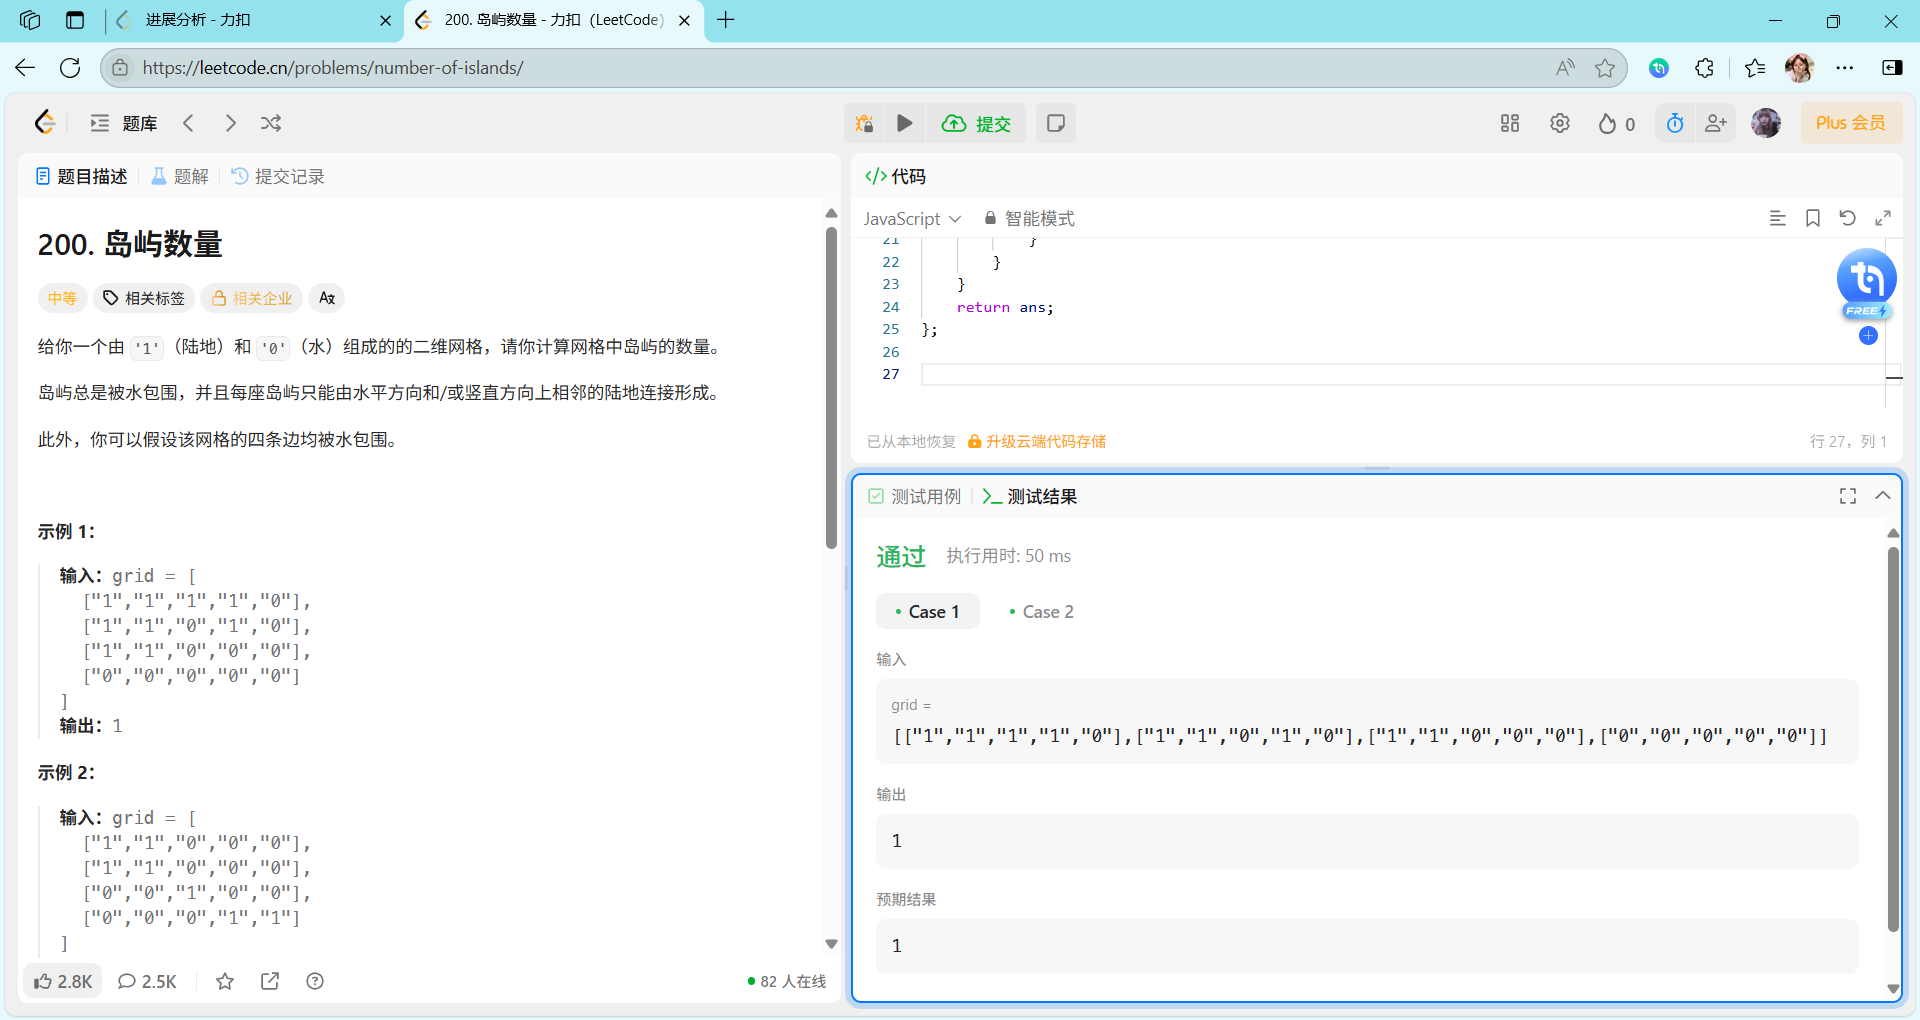 进展分析 - 力扣
200. 岛屿数量 - 力扣（LeetCode）
https://leetcode.cn/problems/number-of-islands/
题库
提交
0
Plus 会员
题目描述
题解
提交记录
200. 岛屿数量
中等
相关标签
相关企业
给你一个由 '1'（陆地）和 '0'（水）组成的的二维网格，请你计算网格中岛屿的数量。
岛屿总是被水包围，并且每座岛屿只能由水平方向和/或竖直方向上相邻的陆地连接形成。
此外，你可以假设该网格的四条边均被水包围。
示例 1：
输入：grid = [
["1","1","1","1","0"],
["1","1","0","1","0"],
["1","1","0","0","0"],
["0","0","0","0","0"]
]
输出：1
示例 2：
输入：grid = [
["1","1","0","0","0"],
["1","1","0","0","0"],
["0","0","1","0","0"],
["0","0","0","1","1"]
]
2.8K
2.5K
82 人在线
代码
JavaScript
智能模式
21 }
22 }
23 }
24 return ans;
25 };
26
27
FREE
已从本地恢复
升级云端代码存储
行 27，列 1
测试用例
测试结果
通过
执行用时: 50 ms
Case 1
Case 2
输入
grid =
[["1","1","1","1","0"],["1","1","0","1","0"],["1","1","0","0","0"],["0","0","0","0","0"]]
输出
1
预期结果
1